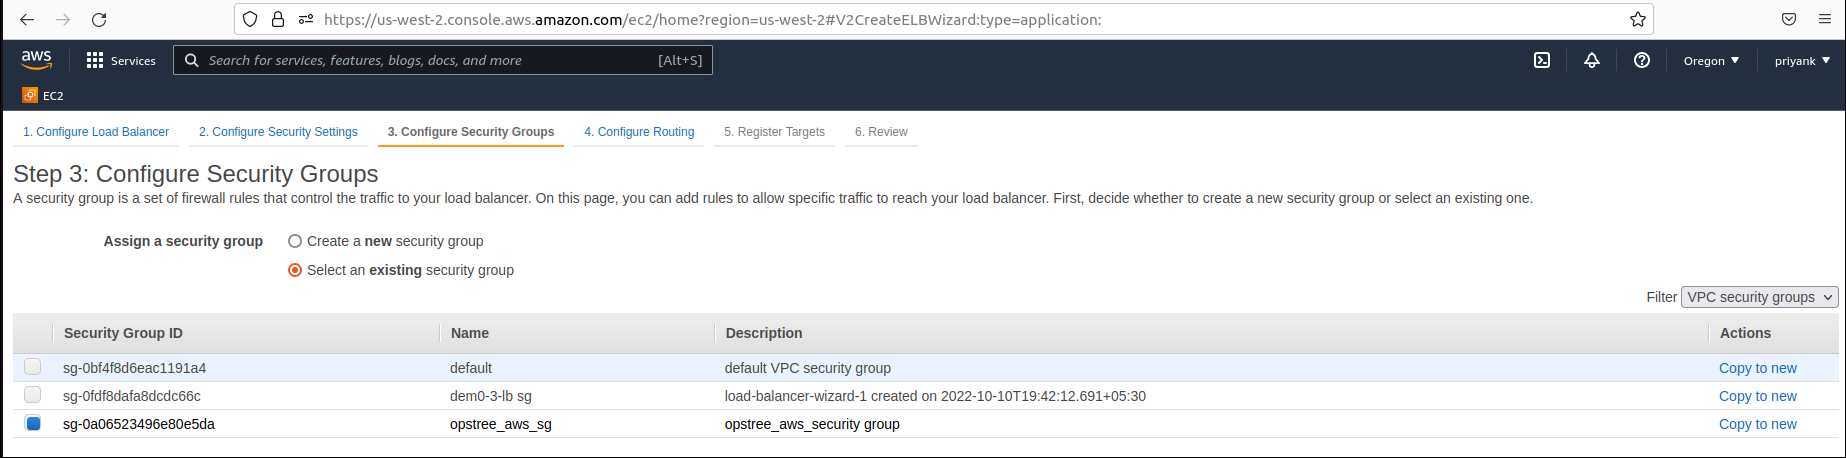 https://us-west-2.console.aws.amazon.com/ec2/home?region=us-west-2#V2CreateELBWizard:type=application:
aws Services Search for services, features, blogs, docs, and more [Alt+S] Oregon priyank
EC2
1. Configure Load Balancer 2. Configure Security Settings 3. Configure Security Groups 4. Configure Routing 5. Register Targets 6. Review
Step 3: Configure Security Groups
A security group is a set of firewall rules that control the traffic to your load balancer. On this page, you can add rules to allow specific traffic to reach your load balancer. First, decide whether to create a new security group or select an existing one.
Assign a security group Create a new security group
Select an existing security group
Filter VPC security groups
Security Group ID Name Description Actions
sg-0bf4f8d6eac1191a4 default default VPC security group Copy to new
sg-0fdf8dafa8dcdc66c dem0-3-lb sg load-balancer-wizard-1 created on 2022-10-10T19:42:12.691+05:30 Copy to new
sg-0a06523496e80e5da opstree_aws_sg opstree_aws_security group Copy to new